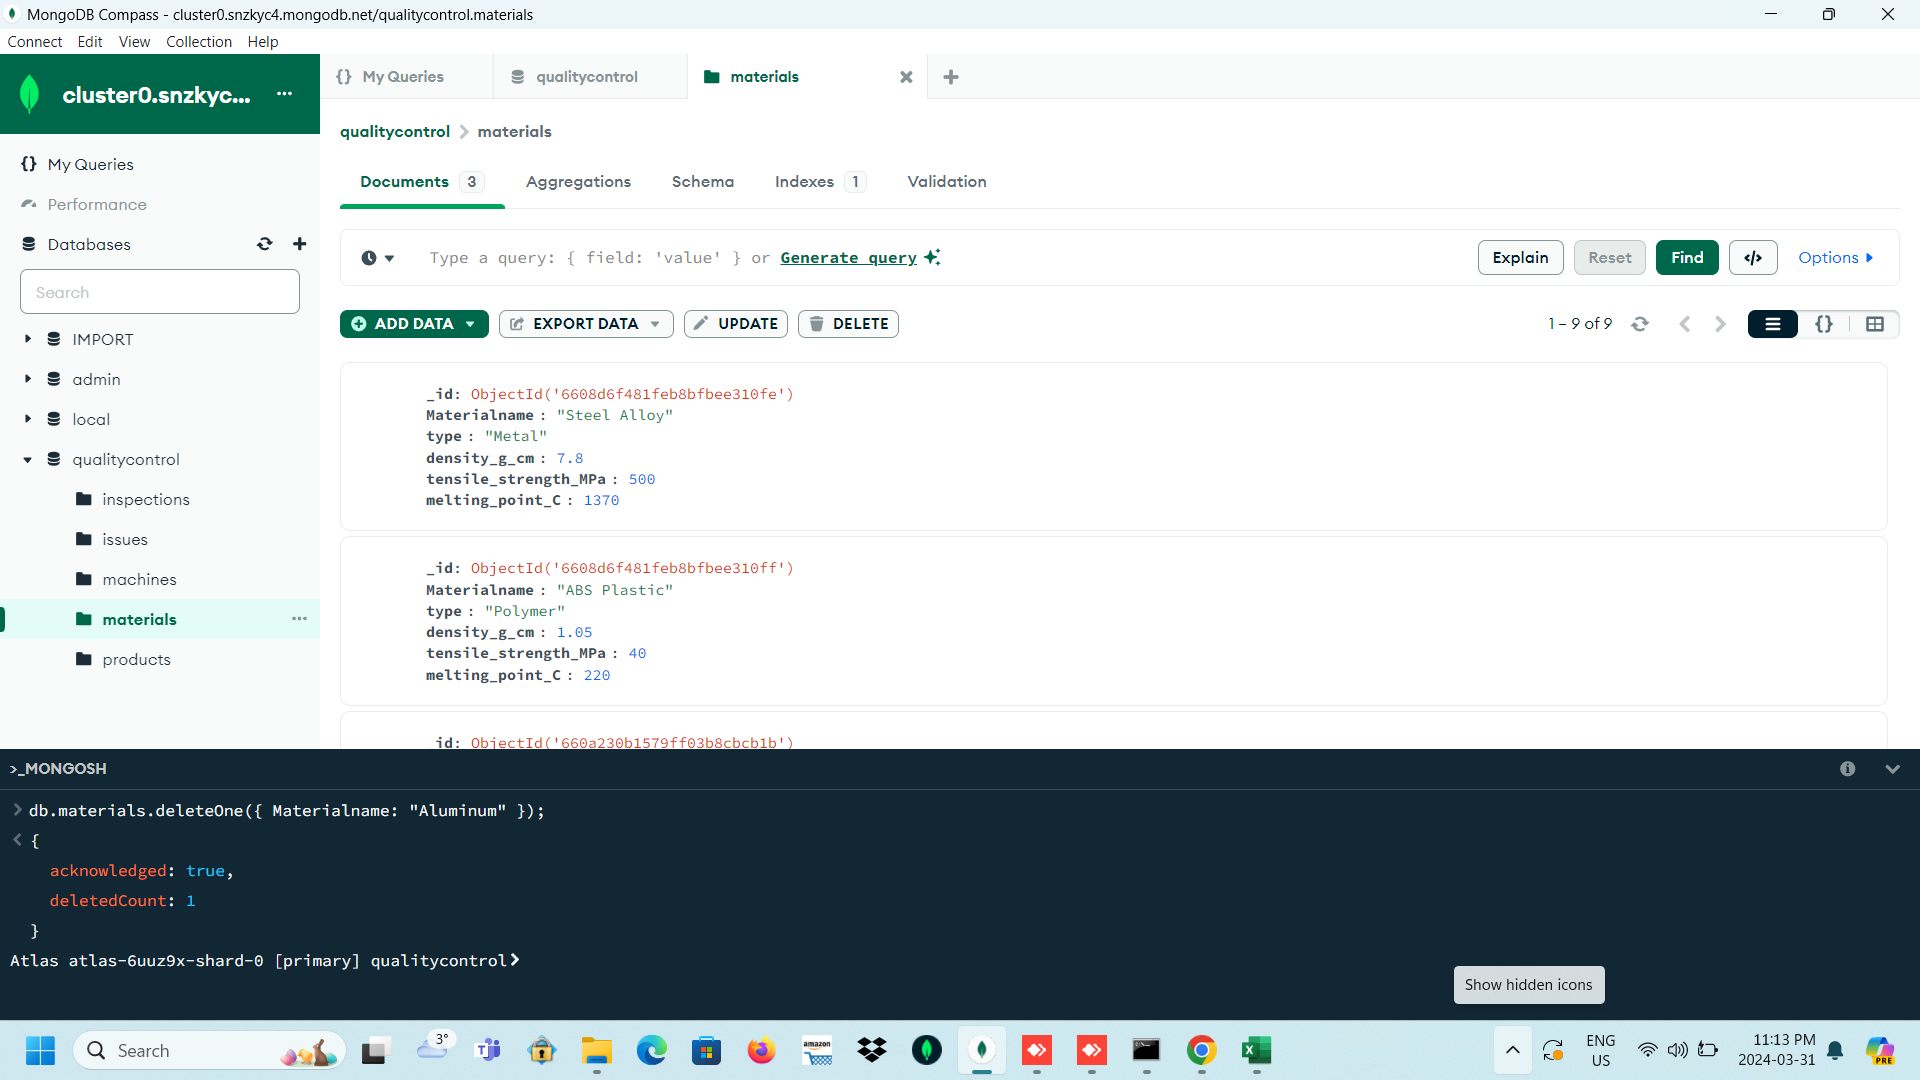 MongoDB Compass - cluster0.snzkyc4.mongodb.net/qualitycontrol.materials
Connect Edit View Collection Help
cluster0.snzkyc... ...
{} My Queries
qualitycontrol
materials
My Queries
Performance
Databases
Search
IMPORT
admin
local
qualitycontrol
inspections
issues
machines
materials ...
products
qualitycontrol > materials
Documents 3 Aggregations Schema Indexes 1 Validation
Type a query: { field: 'value' } or Generate query
Explain Reset Find </> Options
ADD DATA EXPORT DATA UPDATE DELETE
1 – 9 of 9
{}
_id: ObjectId('6608d6f481feb8bfbee310fe')
Materialname : "Steel Alloy"
type : "Metal"
density_g_cm : 7.8
tensile_strength_MPa : 500
melting_point_C : 1370
_id: ObjectId('6608d6f481feb8bfbee310ff')
Materialname : "ABS Plastic"
type : "Polymer"
density_g_cm : 1.05
tensile_strength_MPa : 40
melting_point_C : 220
_id: ObjectId('660a230b1579ff03b8cbcb1b')
>_MONGOSH
> db.materials.deleteOne({ Materialname: "Aluminum" });
< {
acknowledged: true,
deletedCount: 1
}
Atlas atlas-6uuz9x-shard-0 [primary] qualitycontrol>
Show hidden icons
Search
3°
amazon
ENG
US
11:13 PM
2024-03-31
PRE